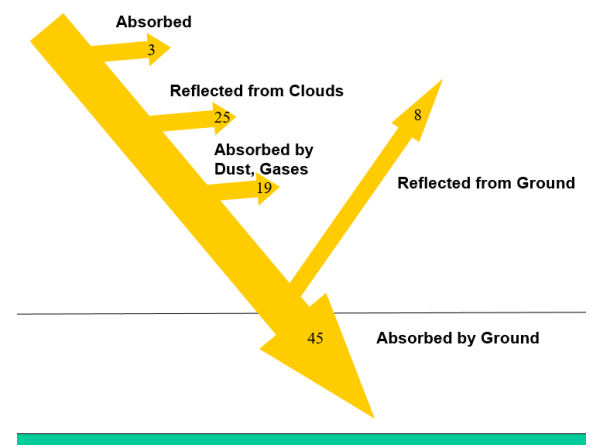 Absorbed
3
Reflected from Clouds
25
Absorbed by
Dust, Gases
19
8
Reflected from Ground
45
Absorbed by Ground